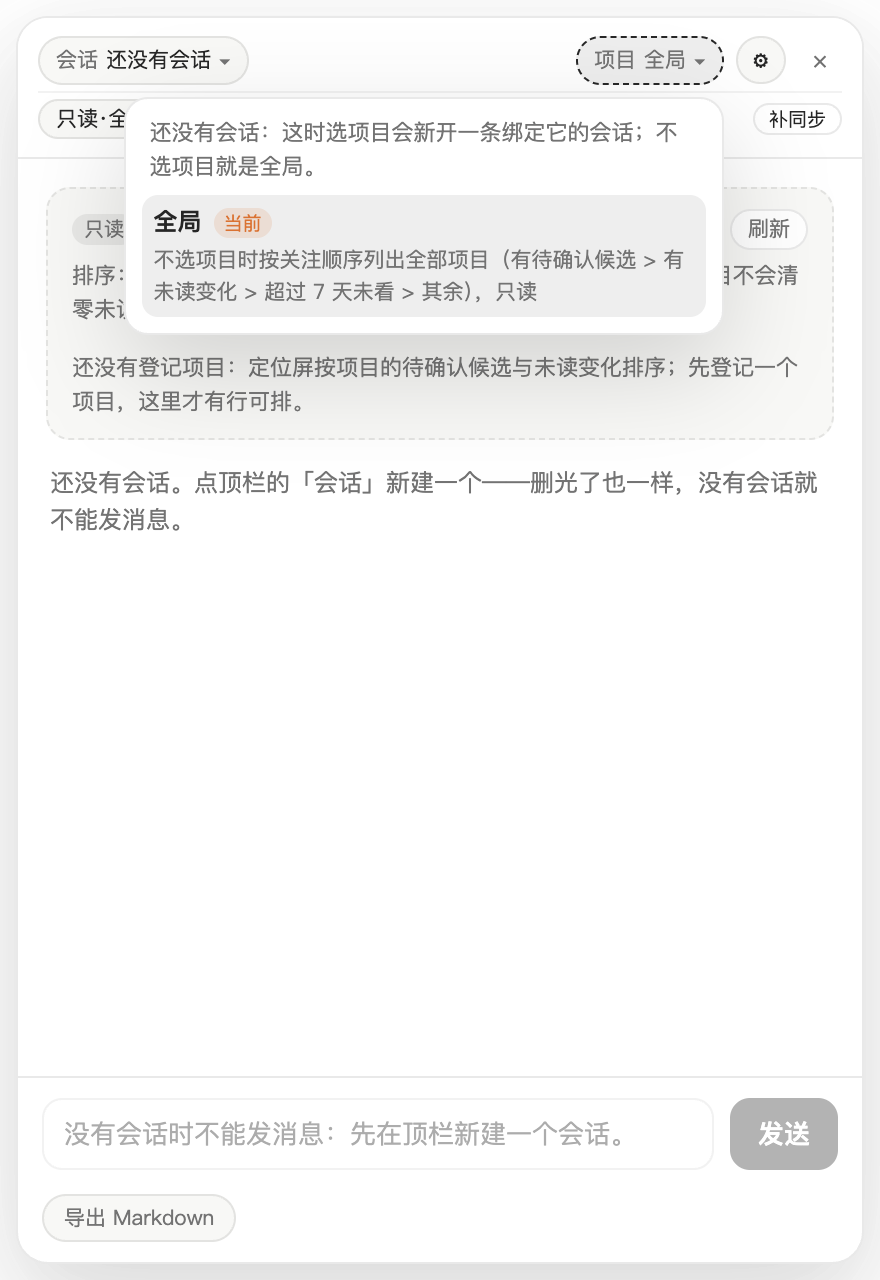 会话 还没有会话
项目 全局
只读·全
补同步
还没有会话：这时选项目会新开一条绑定它的会话；不
选项目就是全局。
全局 当前
不选项目时按关注顺序列出全部项目（有待确认候选 > 有
未读变化 > 超过 7 天未看 > 其余），只读
只读
刷新
排序：
目不会清
零未读
还没有登记项目：定位屏按项目的待确认候选与未读变化排序；先登记一个
项目，这里才有行可排。
还没有会话。点顶栏的「会话」新建一个——删光了也一样，没有会话就
不能发消息。
没有会话时不能发消息：先在顶栏新建一个会话。
发送
导出 Markdown